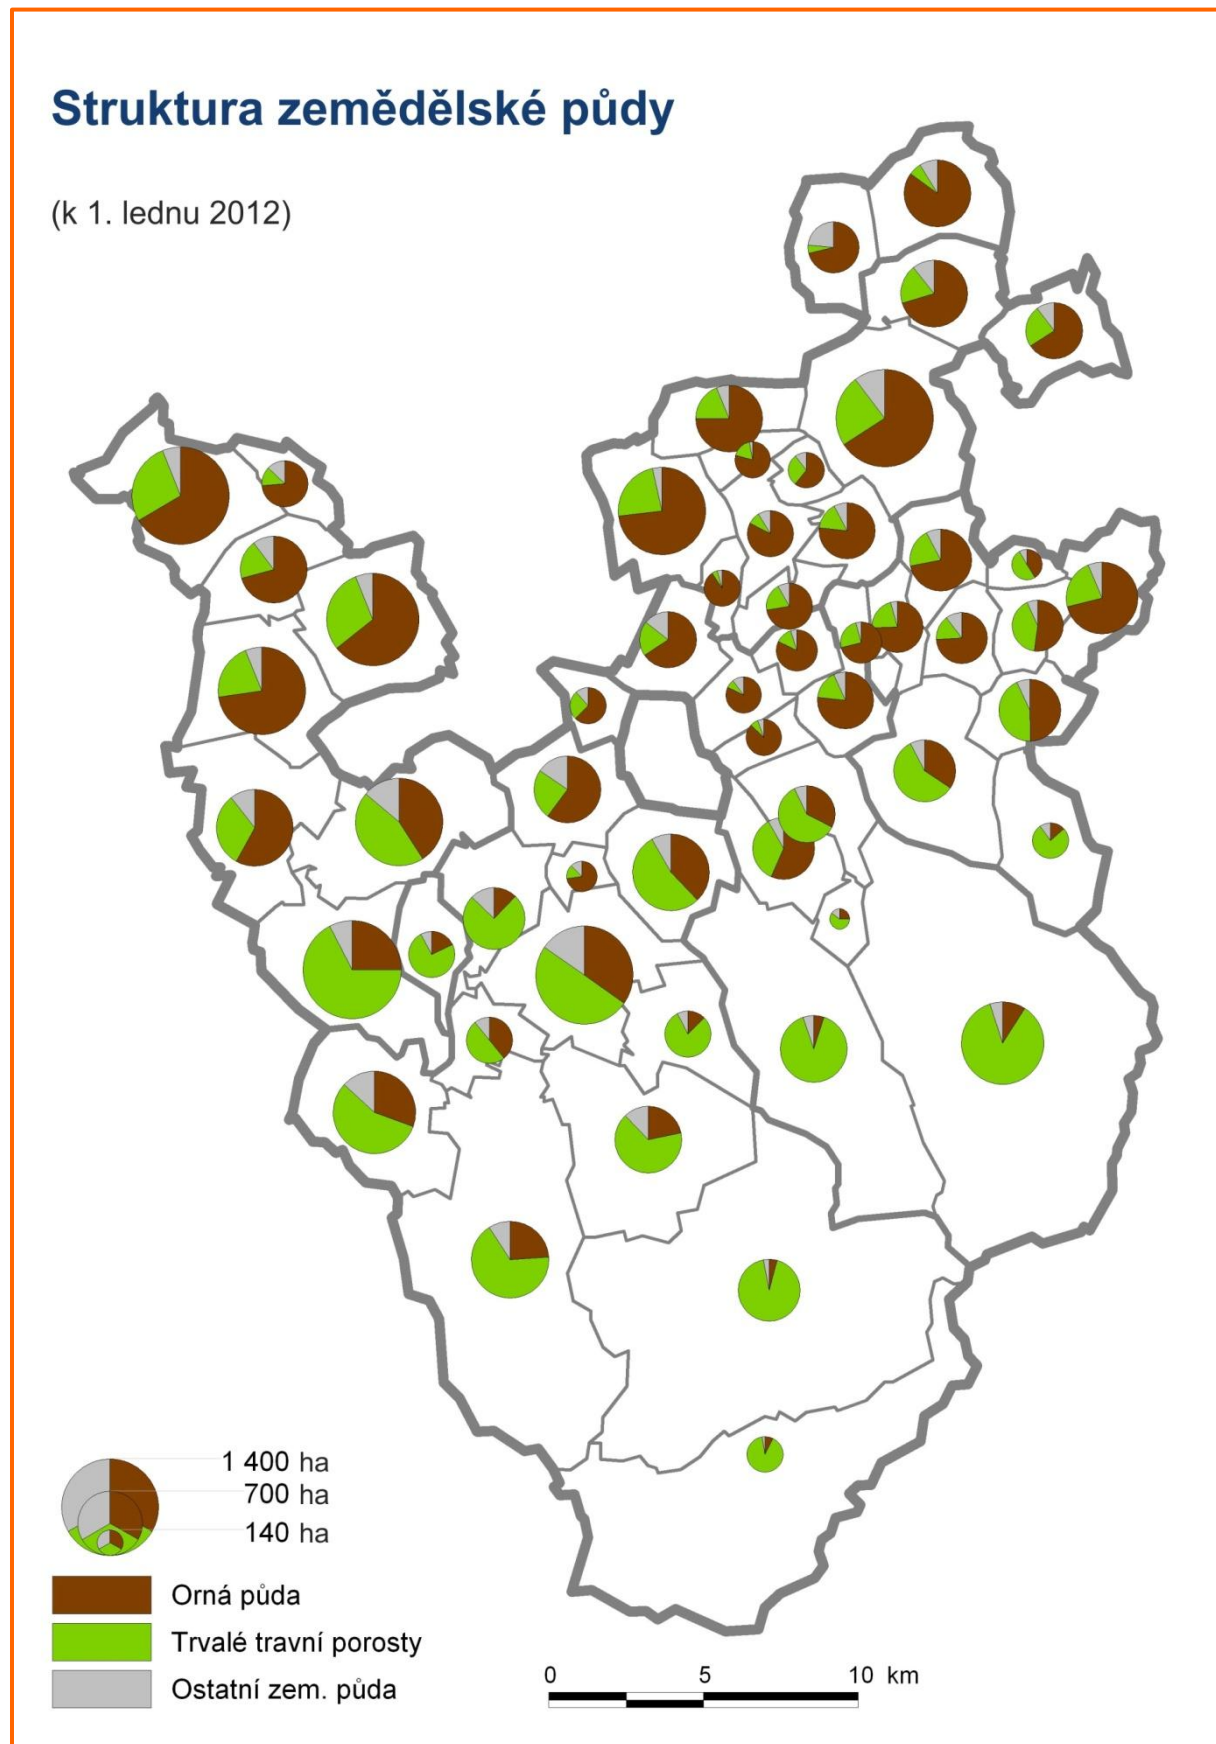 Struktura zemědělské půdy
(k 1. lednu 2012)
1 400 ha
700 ha
140 ha
Orná půda
Trvalé travní porosty
Ostatní zem. půda
0 5 10 km